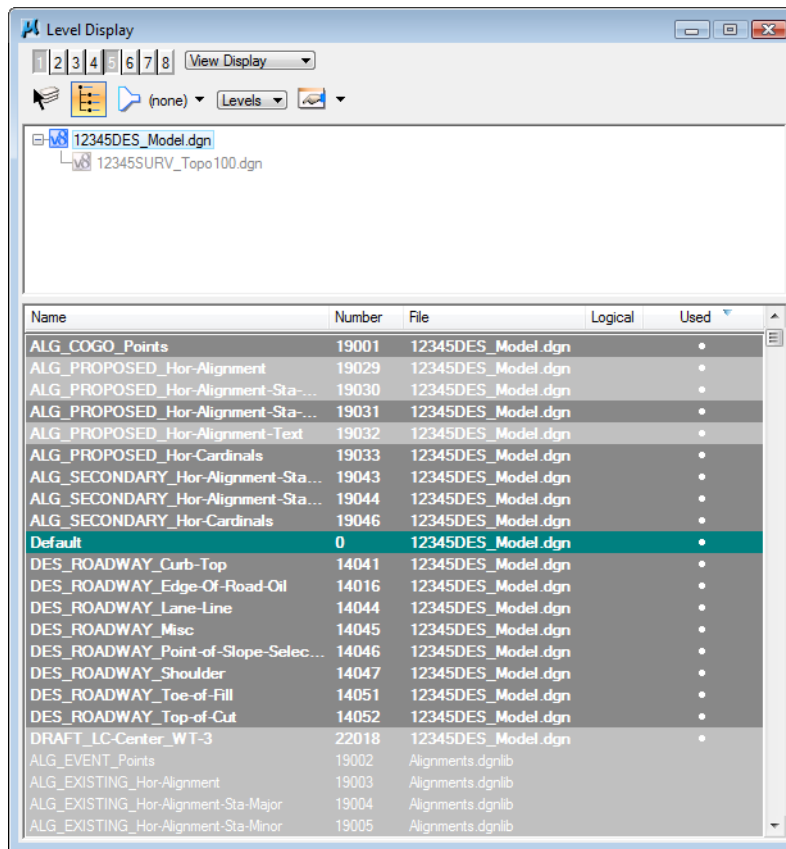 Level Display
1 2 3 4 5 6 7 8 View Display
(none) Levels
12345DES_Model.dgn
12345SURV_Topo100.dgn
Name Number File Logical Used
ALG_COGO_Points 19001 12345DES_Model.dgn
ALG_PROPOSED_Hor-Alignment 19029 12345DES_Model.dgn
ALG_PROPOSED_Hor-Alignment-Sta-... 19030 12345DES_Model.dgn
ALG_PROPOSED_Hor-Alignment-Sta-... 19031 12345DES_Model.dgn
ALG_PROPOSED_Hor-Alignment-Text 19032 12345DES_Model.dgn
ALG_PROPOSED_Hor-Cardinals 19033 12345DES_Model.dgn
ALG_SECONDARY_Hor-Alignment-Sta... 19043 12345DES_Model.dgn
ALG_SECONDARY_Hor-Alignment-Sta... 19044 12345DES_Model.dgn
ALG_SECONDARY_Hor-Cardinals 19046 12345DES_Model.dgn
Default 0 12345DES_Model.dgn
DES_ROADWAY_Curb-Top 14041 12345DES_Model.dgn
DES_ROADWAY_Edge-Of-Road-Oil 14016 12345DES_Model.dgn
DES_ROADWAY_Lane-Line 14044 12345DES_Model.dgn
DES_ROADWAY_Misc 14045 12345DES_Model.dgn
DES_ROADWAY_Point-of-Slope-Selec... 14046 12345DES_Model.dgn
DES_ROADWAY_Shoulder 14047 12345DES_Model.dgn
DES_ROADWAY_Toe-of-Fill 14051 12345DES_Model.dgn
DES_ROADWAY_Top-of-Cut 14052 12345DES_Model.dgn
DRAFT_LC-Center_WT-3 22018 12345DES_Model.dgn
ALG_EVENT_Points 19002 Alignments.dgnlib
ALG_EXISTING_Hor-Alignment 19003 Alignments.dgnlib
ALG_EXISTING_Hor-Alignment-Sta-Major 19004 Alignments.dgnlib
ALG_EXISTING_Hor-Alignment-Sta-Minor 19005 Alignments.dgnlib